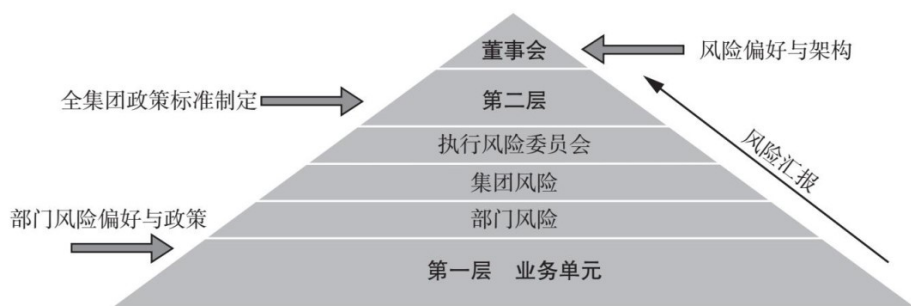 董事会
风险偏好与架构
全集团政策标准制定
第二层
执行风险委员会
风险汇报
集团风险
部门风险偏好与政策
部门风险
第一层 业务单元